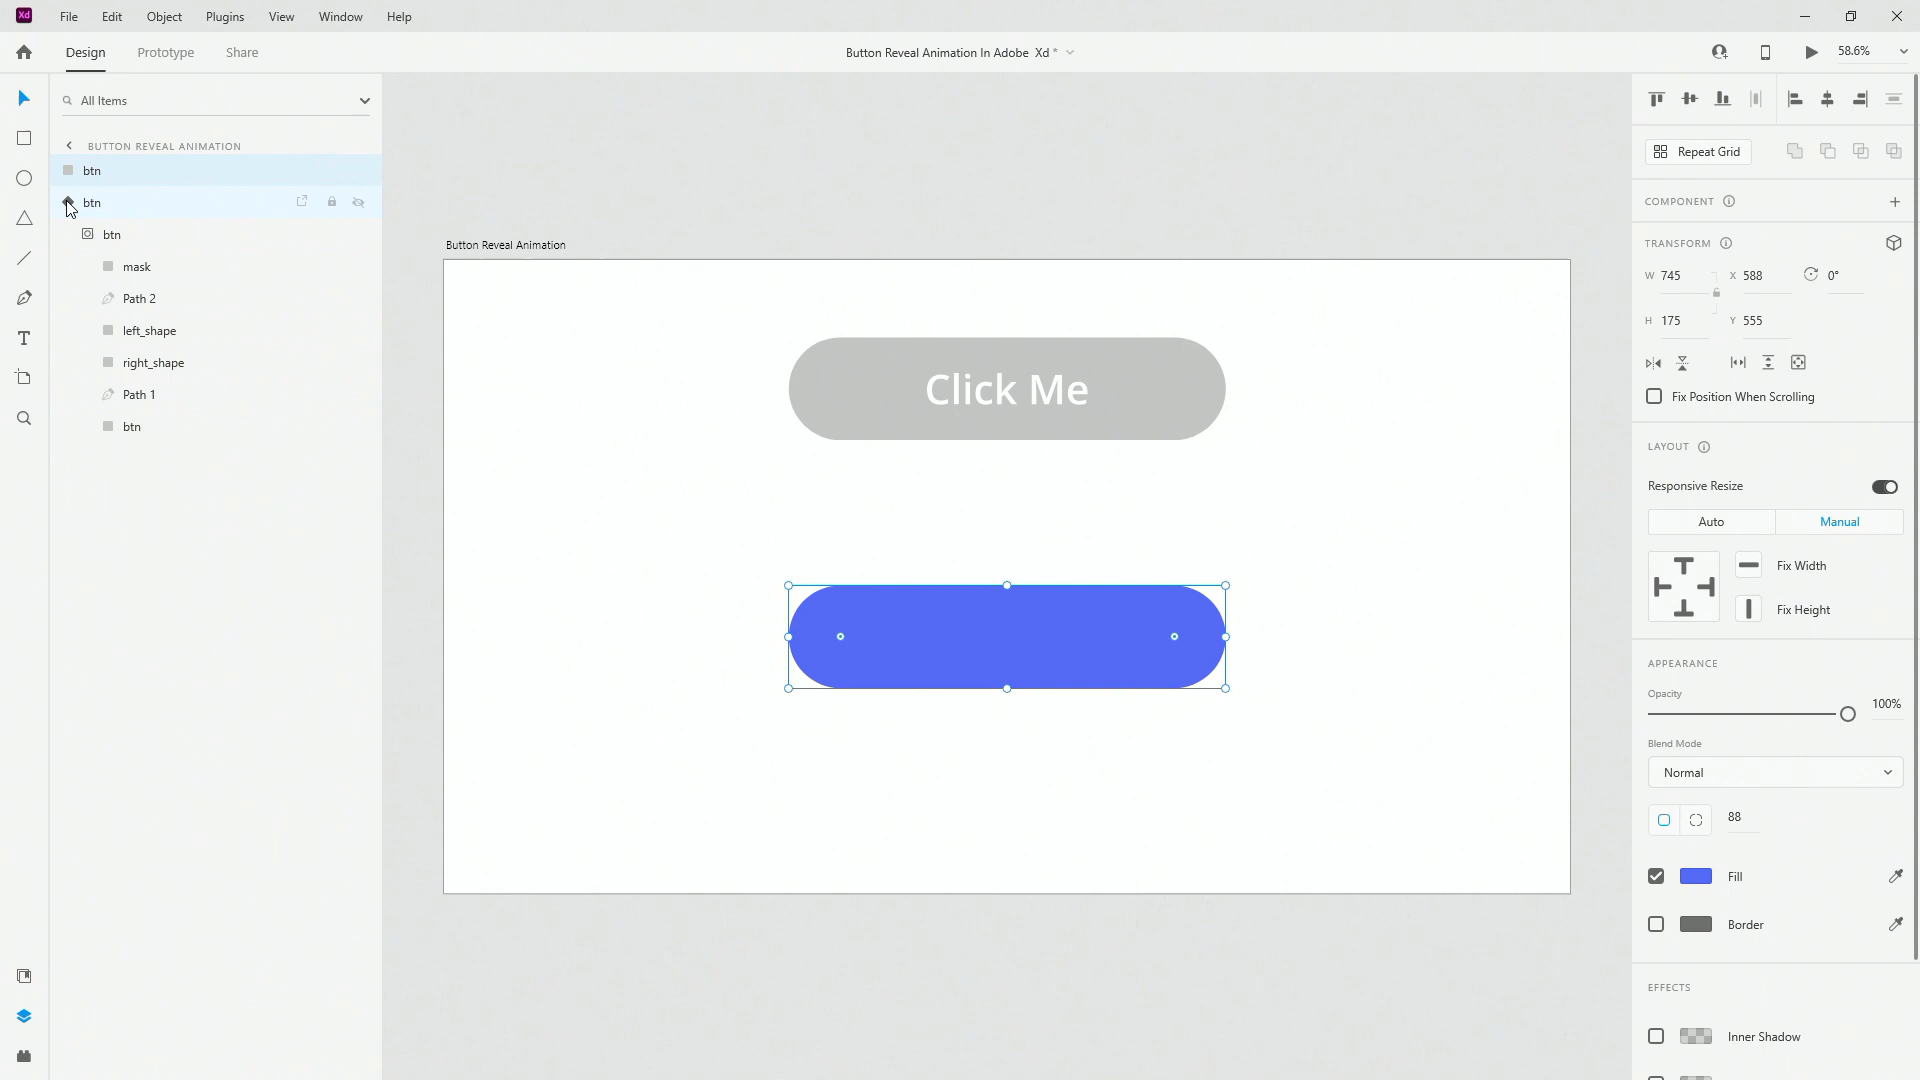 Xd
File Edit Object Plugins View Window Help
Design Prototype Share
Button Reveal Animation In Adobe Xd *
58.6%
All Items
BUTTON REVEAL ANIMATION
btn
btn
btn
mask
Path 2
left_shape
right_shape
Path 1
btn
Button Reveal Animation
Click Me
Repeat Grid
COMPONENT
TRANSFORM
W 745 X 588 0°
H 175 Y 555
Fix Position When Scrolling
LAYOUT
Responsive Resize
Auto Manual
Fix Width
Fix Height
APPEARANCE
Opacity
100%
Blend Mode
Normal
88
Fill
Border
EFFECTS
Inner Shadow